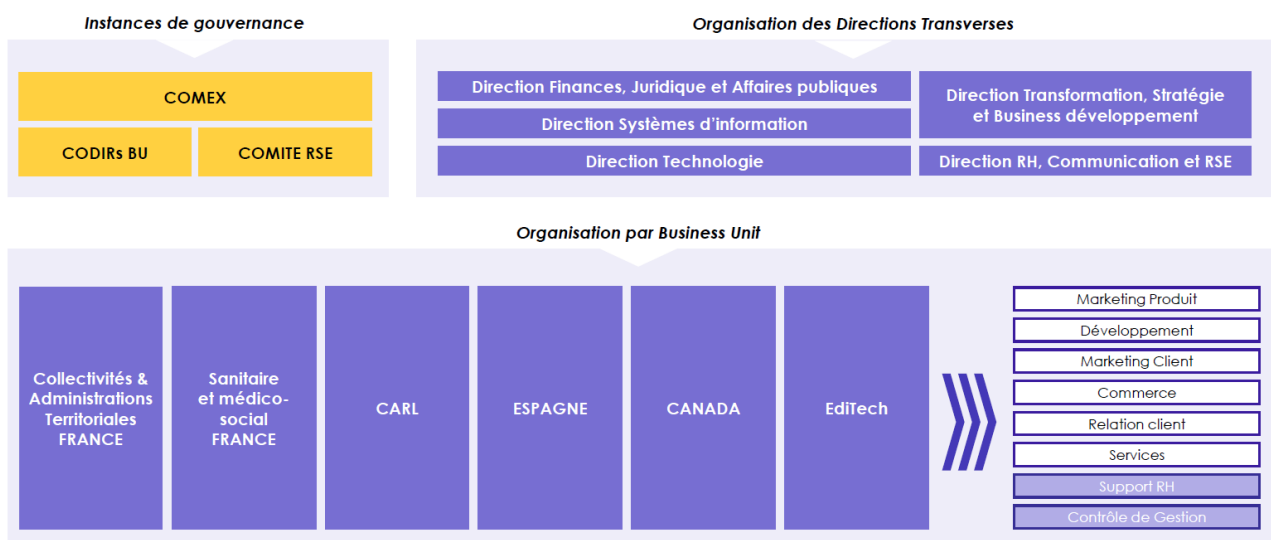 Instances de gouvernance
COMEX
CODIRs BU
COMITE RSE
Organisation des Directions Transverses
Direction Finances, Juridique et Affaires publiques
Direction Systèmes d'information
Direction Technologie
Direction Transformation, Stratégie
et Business développement
Direction RH, Communication et RSE
Organisation par Business Unit
Collectivités &
Administrations
Territoriales
FRANCE
Sanitaire
et médico-
social
FRANCE
CARL
ESPAGNE
CANADA
EdiTech
Marketing Produit
Développement
Marketing Client
Commerce
Relation client
Services
Support RH
Contrôle de Gestion